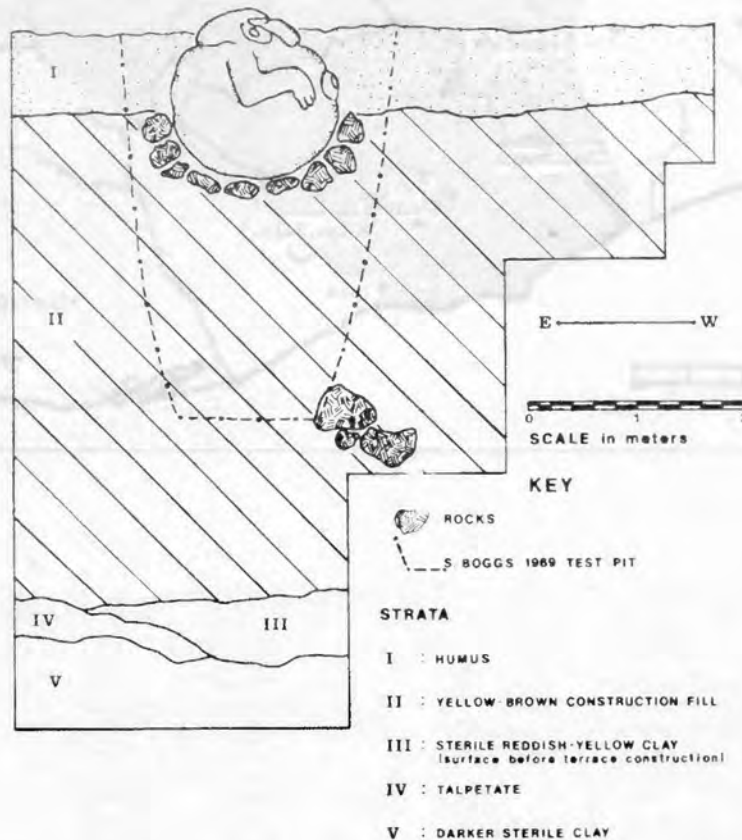 I
II
E W
0 1 2
SCALE in meters
KEY
ROCKS
S BOGGS 1969 TEST PIT
IV
III
V
STRATA
I : HUMUS
II : YELLOW-BROWN CONSTRUCTION FILL
III : STERILE REDDISH-YELLOW CLAY
(surface before terrace construction)
IV : TALPETATE
V : DARKER STERILE CLAY